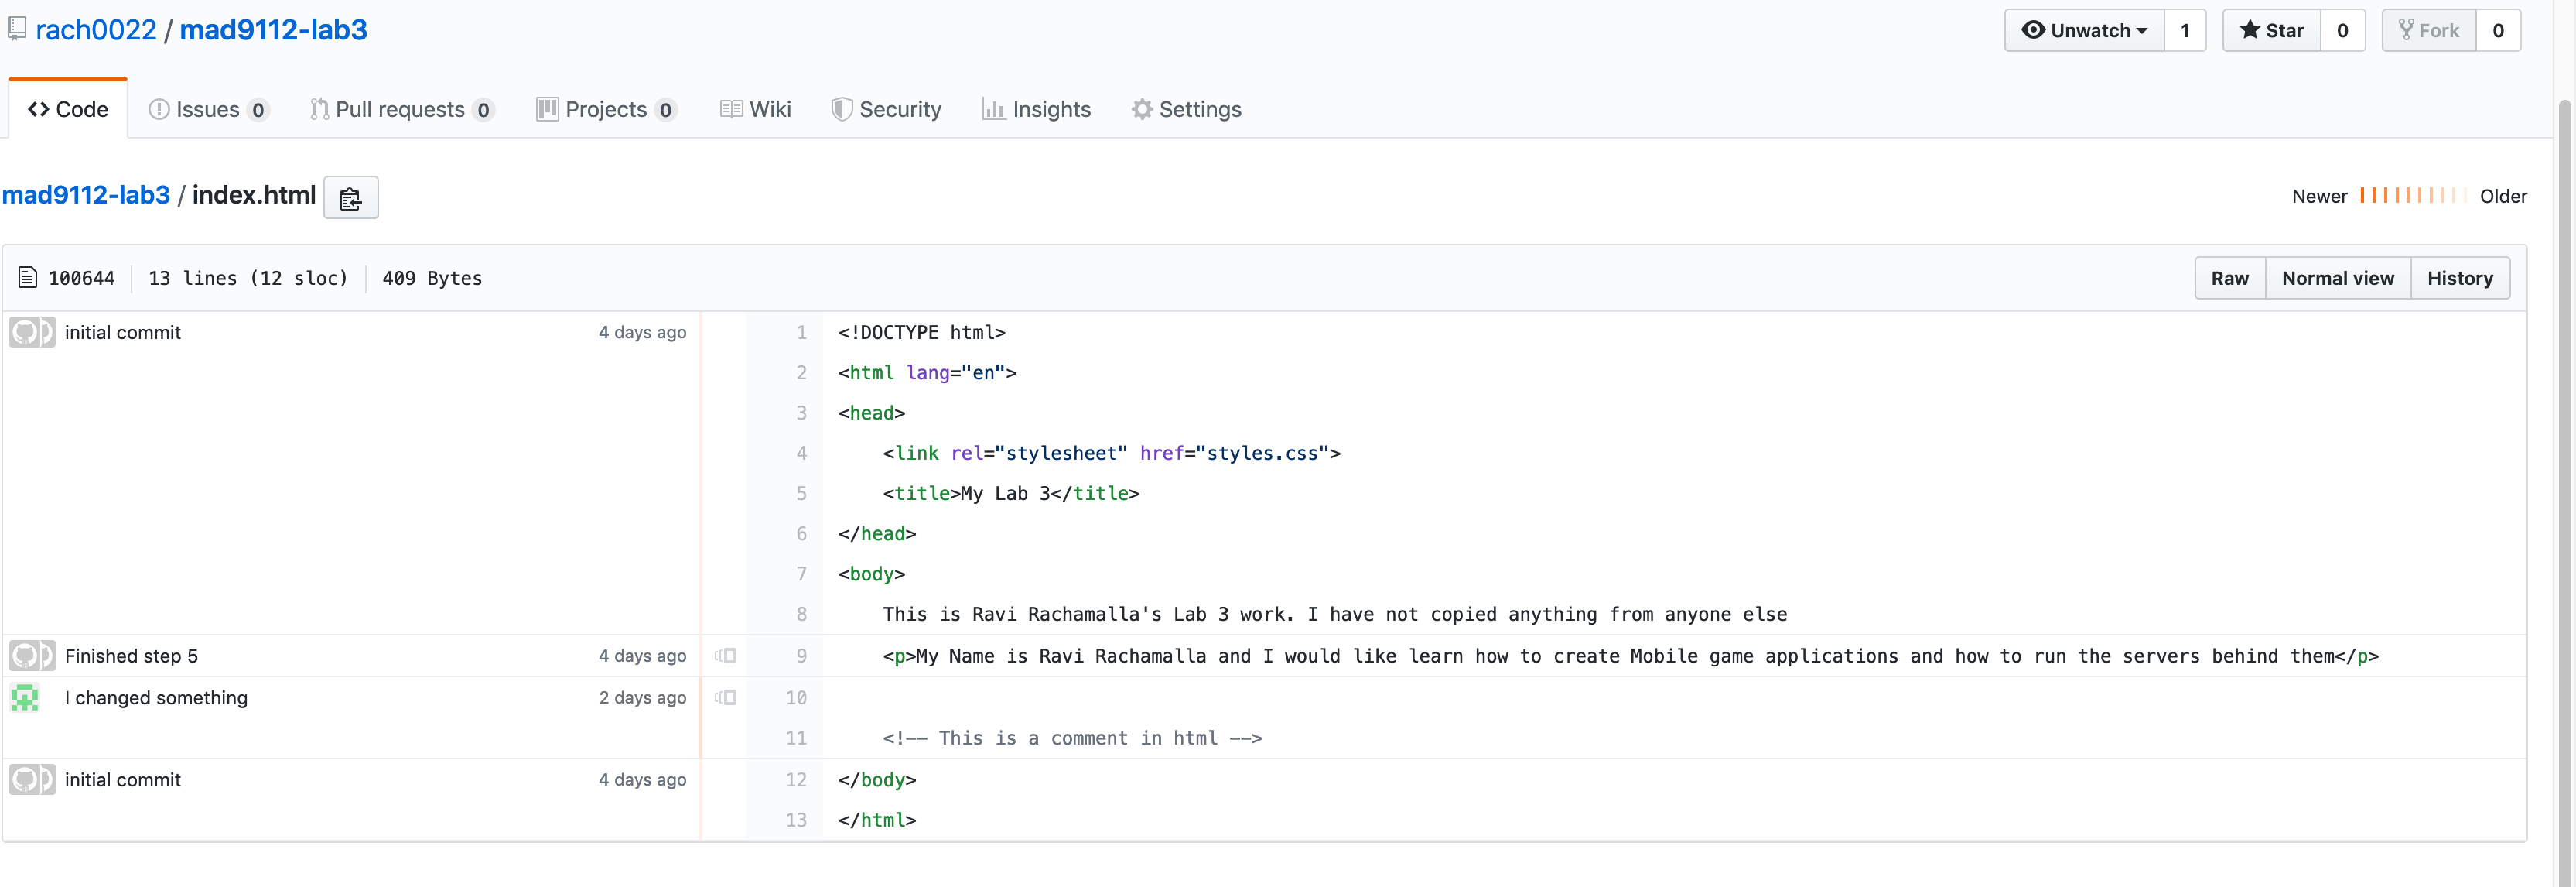 rach0022 / mad9112-lab3
Unwatch 1 Star 0 Fork 0
Code Issues 0 Pull requests 0 Projects 0 Wiki Security Insights Settings
mad9112-lab3 / index.html
Newer Older
100644 13 lines (12 sloc) 409 Bytes
Raw Normal view History
initial commit 4 days ago 1 <!DOCTYPE html>
2 <html lang="en">
3 <head>
4 <link rel="stylesheet" href="styles.css">
5 <title>My Lab 3</title>
6 </head>
7 <body>
8 This is Ravi Rachamalla's Lab 3 work. I have not copied anything from anyone else
Finished step 5 4 days ago 9 <p>My Name is Ravi Rachamalla and I would like learn how to create Mobile game applications and how to run the servers behind them</p>
I changed something 2 days ago 10
11 <!-- This is a comment in html -->
initial commit 4 days ago 12 </body>
13 </html>